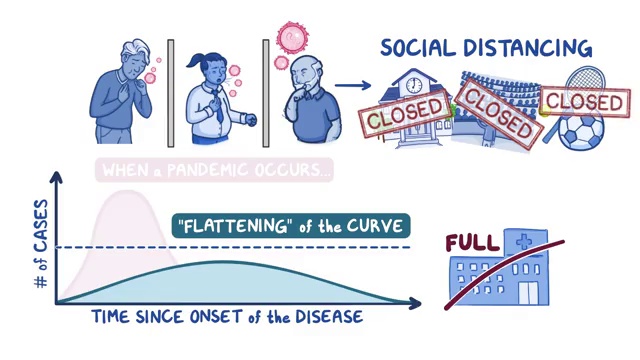 SOCIAL DISTANCING
CLOSED
CLOSED
CLOSED
WHEN a PANDEMIC OCCURS...
"FLATTENING" of the CURVE
# of CASES
FULL
TIME SINCE ONSET of the DISEASE